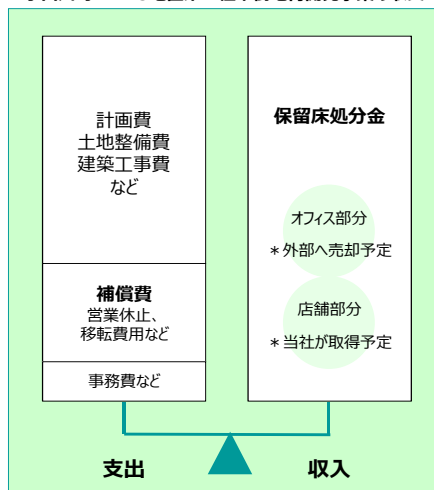 計画費
土地整備費
建築工事費
など
補償費
営業休止、
移転費用など
事務費など
保留床処分金
オフィス部分
＊外部へ売却予定
店舗部分
＊当社が取得予定
支出
収入